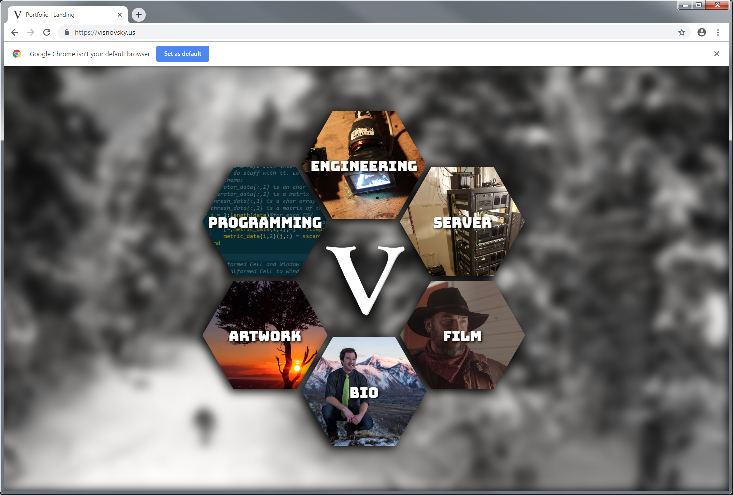 V Portfolio | Landing
https://visnovsky.us
Google Chrome isn't your default browser
Set as default
ENGINEERING
PROGRAMMING
SERVER
V
ARTWORK
FILM
BIO